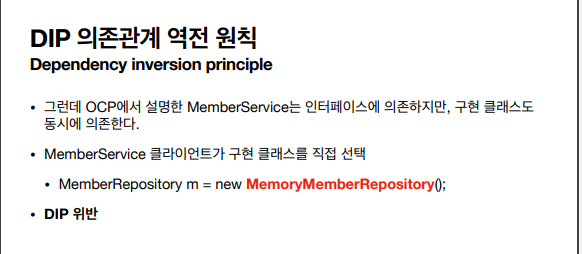 DIP 의존관계 역전 원칙
Dependency inversion principle
• 그런데 OCP에서 설명한 MemberService는 인터페이스에 의존하지만, 구현 클래스도
동시에 의존한다.
• MemberService 클라이언트가 구현 클래스를 직접 선택
• MemberRepository m = new MemoryMemberRepository();
• DIP 위반